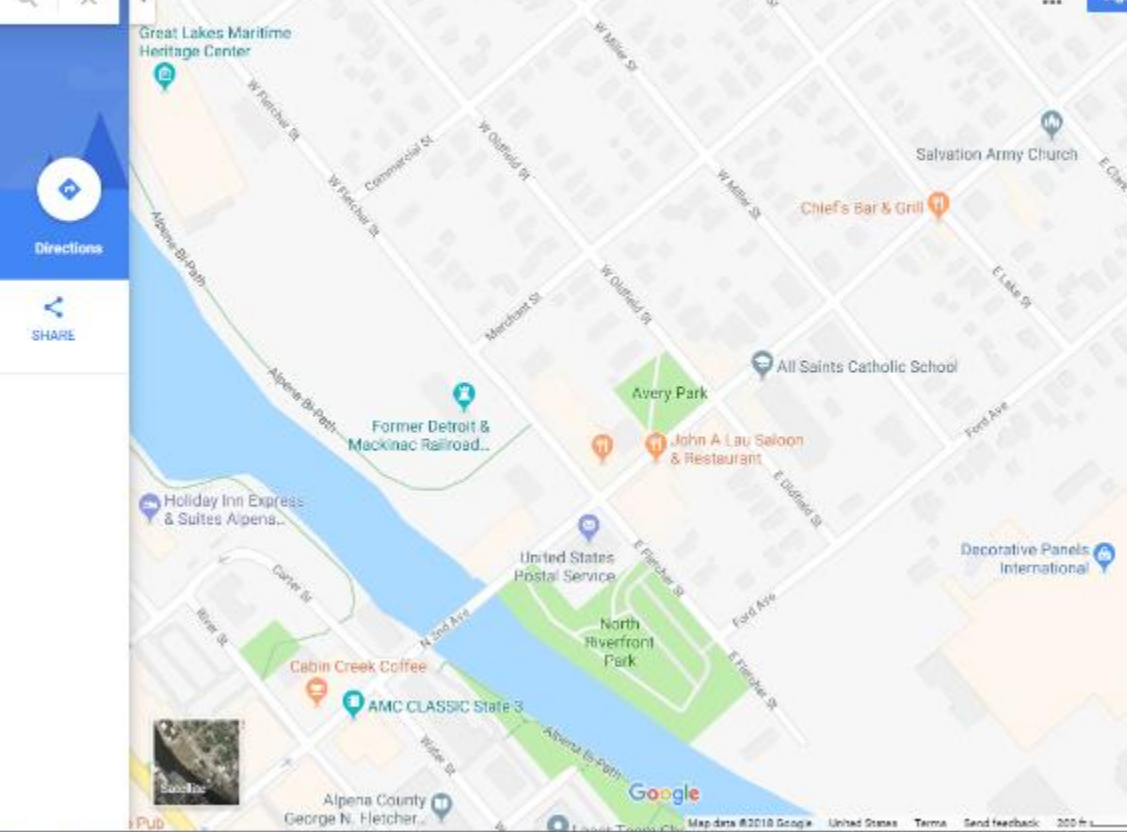 Great Lakes Maritime
Heritage Center
W Miller St
W Fletcher St
Commercial St
W Oldfield St
Salvation Army Church
W Fletcher St
W Miller St
Chief's Bar & Grill
Alpena Bi-Path
Directions
W Oldfield St
E Lake St
Merchant St
SHARE
All Saints Catholic School
Avery Park
Alpena Bi-Path
Former Detroit &
Mackinac Railroad...
Ford Ave
John A Lau Saloon
& Restaurant
E Oldfield St
Holiday Inn Express
& Suites Alpena...
United States
Postal Service
Decorative Panels
International
E Fletcher St
Carter St
Ford Ave
River St
N 2nd Ave
North
Riverfront
Park
Cabin Creek Coffee
E Fletcher St
AMC CLASSIC State 3
Water St
Alpena Bi-Path
Satellite
Google
Alpena County
George N. Fletcher...
Pub
Map data ©2018 Google United States Terms Send feedback 200 ft